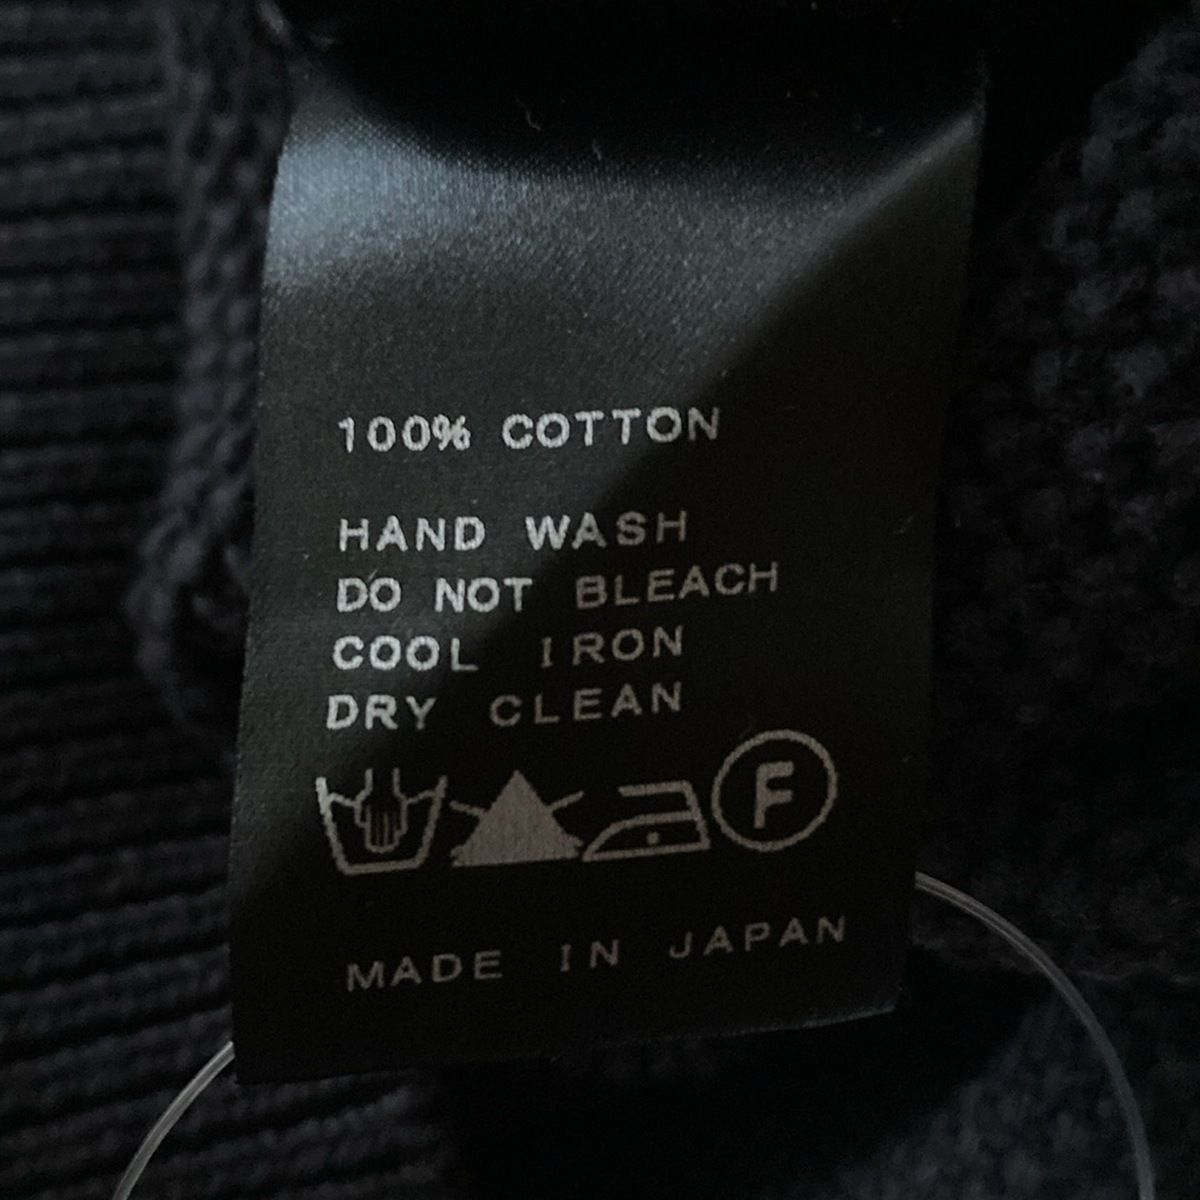 100% COTTON
HAND WASH
DO NOT BLEACH
COOL IRON
DRY CLEAN
F
MADE IN JAPAN